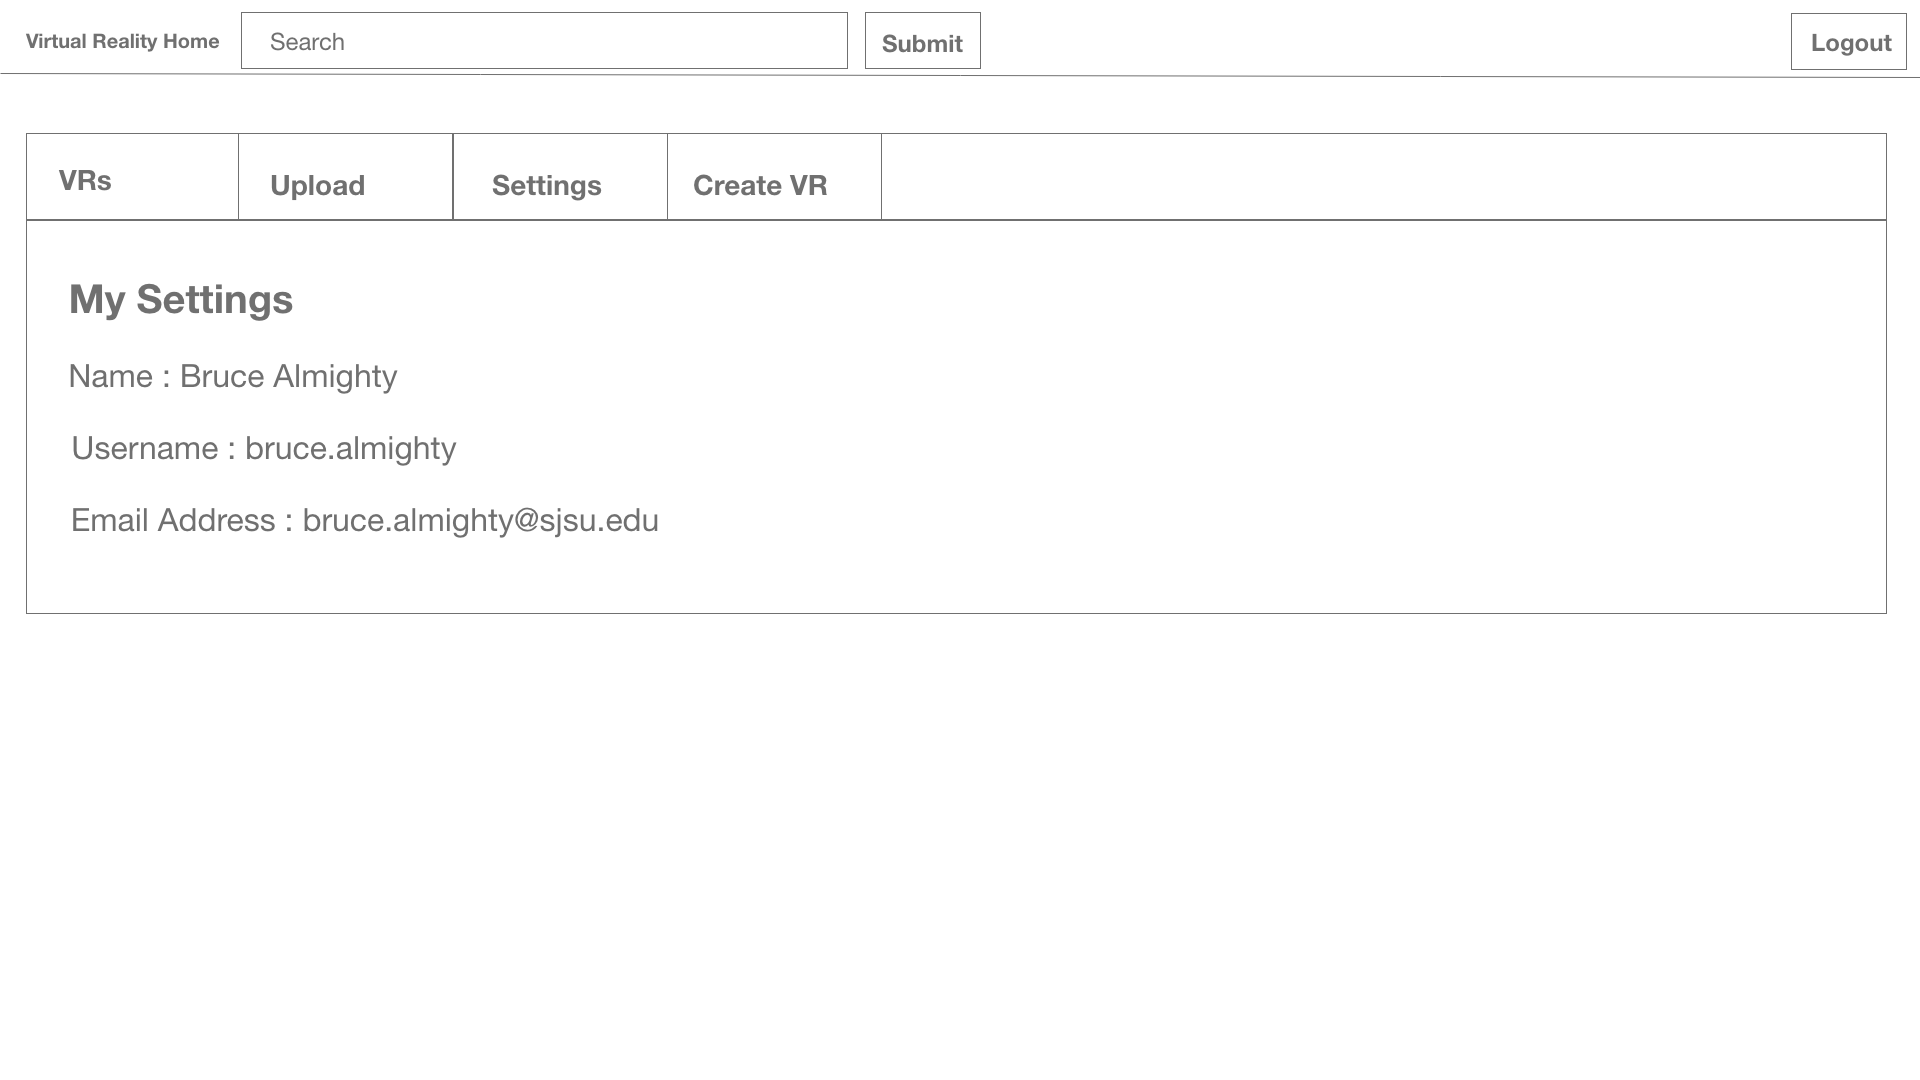 Virtual Reality Home Search Submit Logout
VRs Upload Settings Create VR
My Settings
Name : Bruce Almighty
Username : bruce.almighty
Email Address : bruce.almighty@sjsu.edu